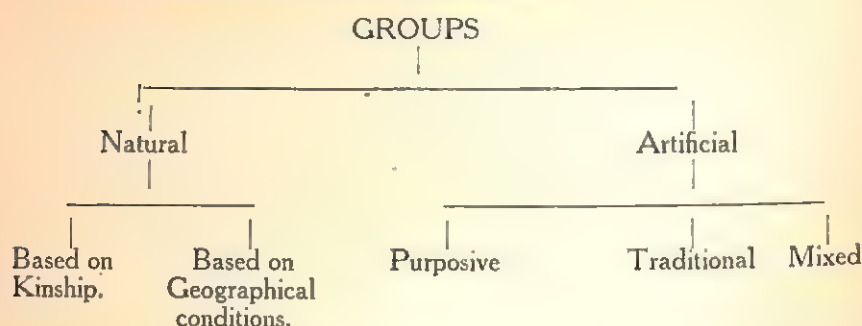 GROUPS
Natural Artificial
Based on Kinship.
Based on Geographical conditions.
Purposive Traditional Mixed